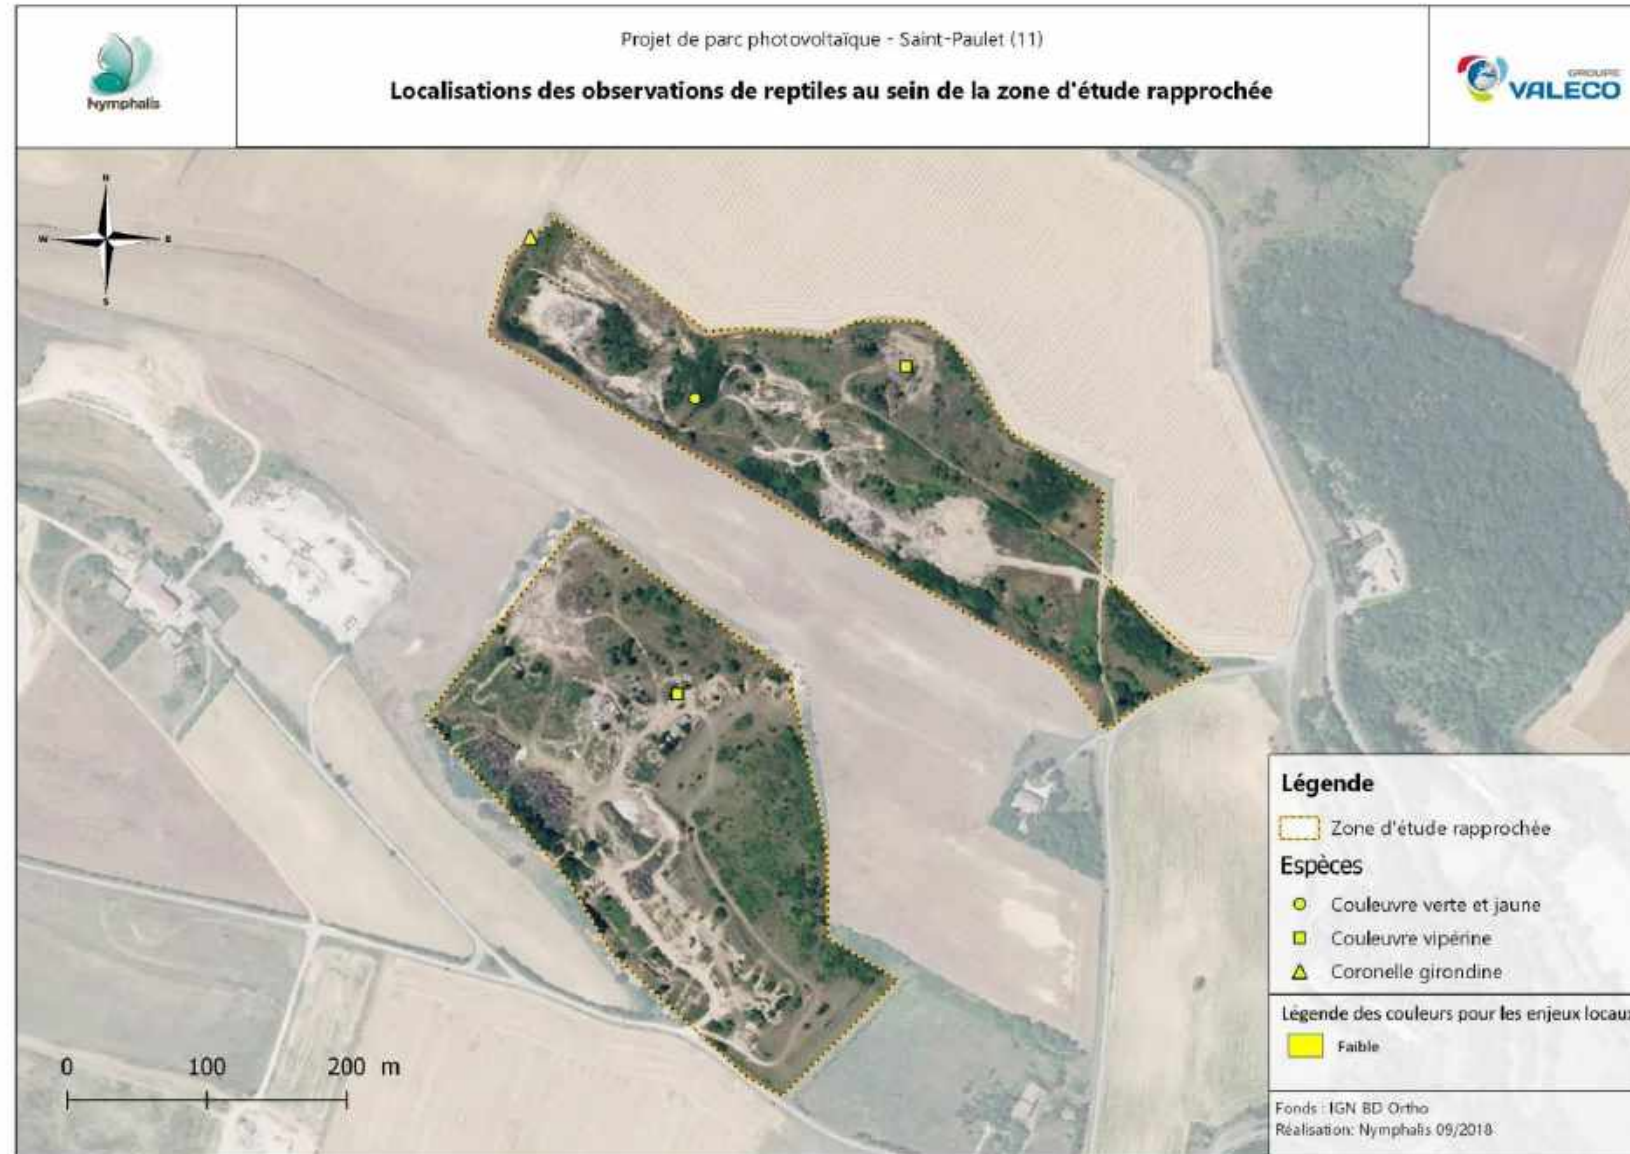 Nymphalis
Projet de parc photovoltaïque - Saint-Paulet (11)
Localisations des observations de reptiles au sein de la zone d'étude rapprochée
GROUPE
VALECO
N
W
E
S
0 100 200 m
Légende
Zone d'étude rapprochée
Espèces
Couleuvre verte et jaune
Couleuvre vipérine
Coronelle girondine
Légende des couleurs pour les enjeux locaux
Faible
Fonds : IGN BD Ortho
Réalisation: Nymphalis 09/2018